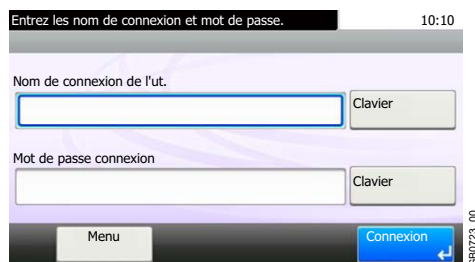 Entrez les nom de connexion et mot de passe.
10:10
Nom de connexion de l'ut.
Clavier
Mot de passe connexion
Clavier
Menu
Connexion